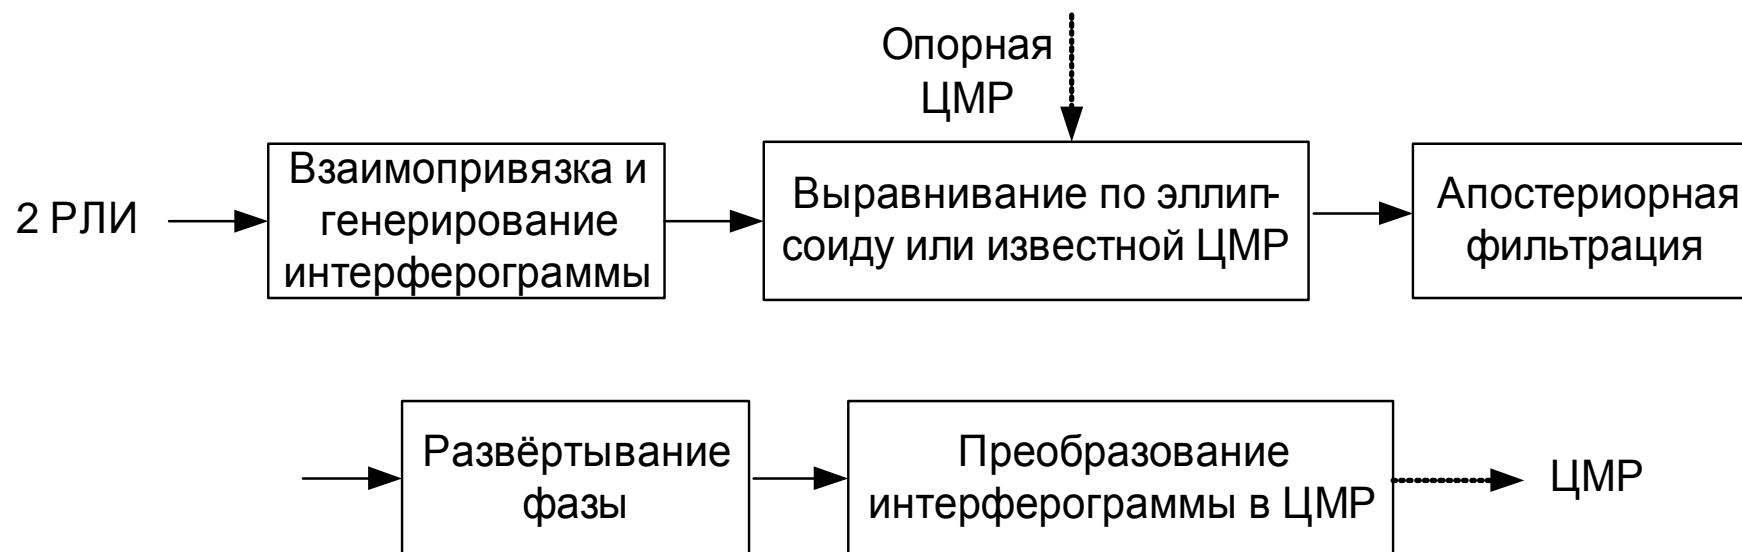 Опорная
ЦМР
2 РЛИ
Взаимопривязка и
генерирование
интерферограммы
Выравнивание по эллип-
соиду или известной ЦМР
Апостериорная
фильтрация
Развёртывание
фазы
Преобразование
интерферограммы в ЦМР
ЦМР